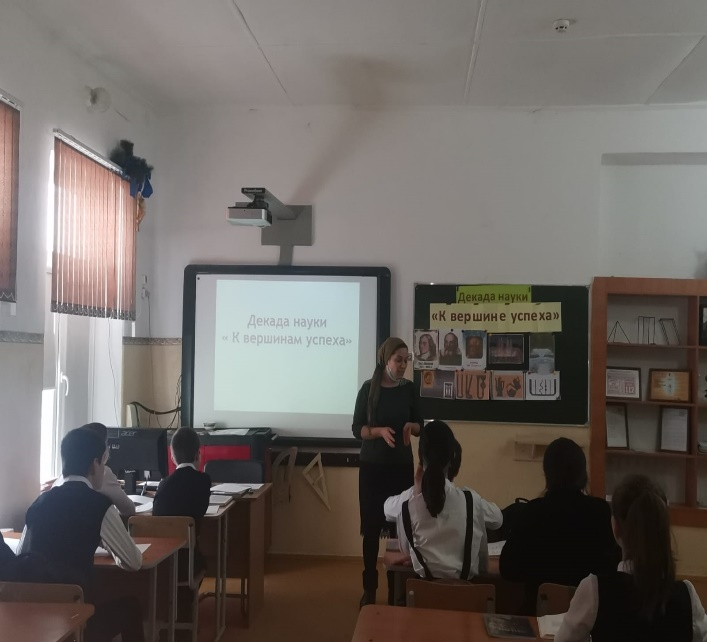 Декада науки
« К вершинам успеха»
Декада науки
«К вершине успеха»